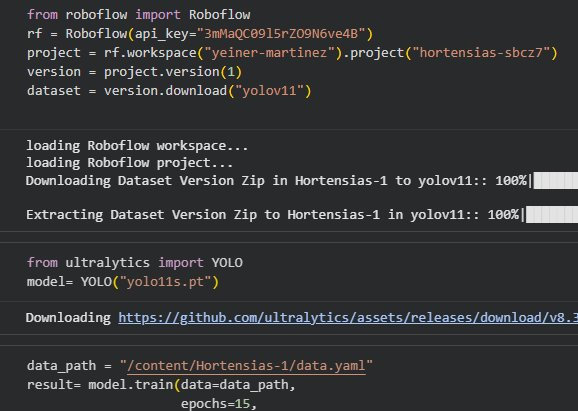 from roboflow import Roboflow
rf = Roboflow(api_key="3mMaQC09l5rZO9N6ve4B")
project = rf.workspace("yeiner-martinez").project("hortensias-sbcz7")
version = project.version(1)
dataset = version.download("yolov11")
loading Roboflow workspace...
loading Roboflow project...
Downloading Dataset Version Zip in Hortensias-1 to yolov11:: 100%|
Extracting Dataset Version Zip to Hortensias-1 in yolov11:: 100%|
from ultralytics import YOLO
model= YOLO("yolo11s.pt")
Downloading https://github.com/ultralytics/assets/releases/download/v8.3
data_path = "/content/Hortensias-1/data.yaml"
result= model.train(data=data_path,
epochs=15,